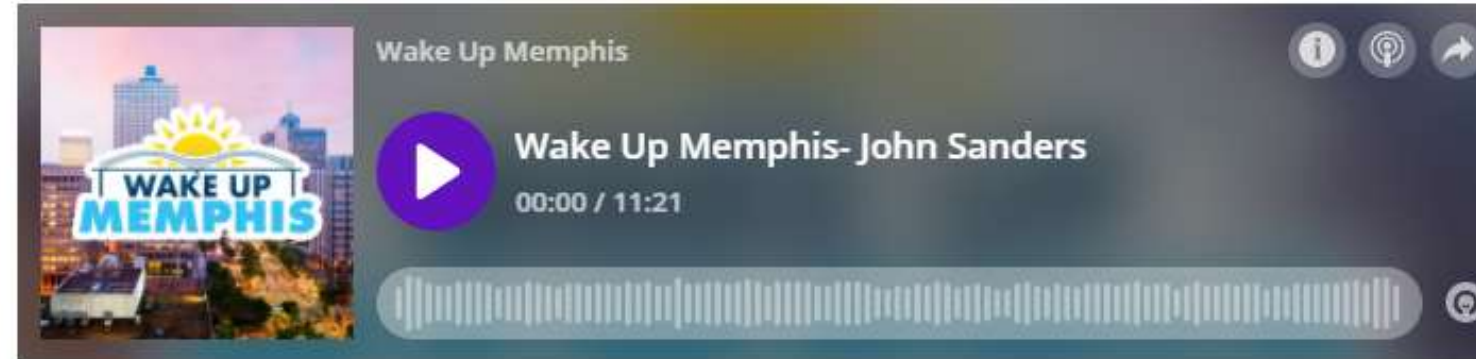 Wake Up Memphis
Wake Up Memphis- John Sanders
00:00 / 11:21
WAKE UP
MEMPHIS